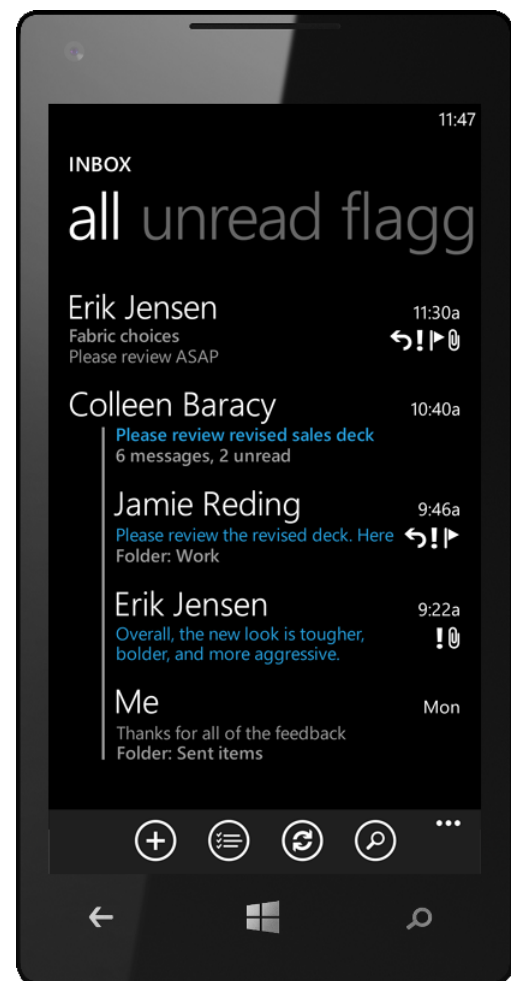 11:47
INBOX
all unread flagg
Erik Jensen 11:30a
Fabric choices
Please review ASAP
Colleen Baracy 10:40a
Please review revised sales deck
6 messages, 2 unread
Jamie Reding 9:46a
Please review the revised deck. Here
Folder: Work
Erik Jensen 9:22a
Overall, the new look is tougher,
bolder, and more aggressive.
Me Mon
Thanks for all of the feedback
Folder: Sent items